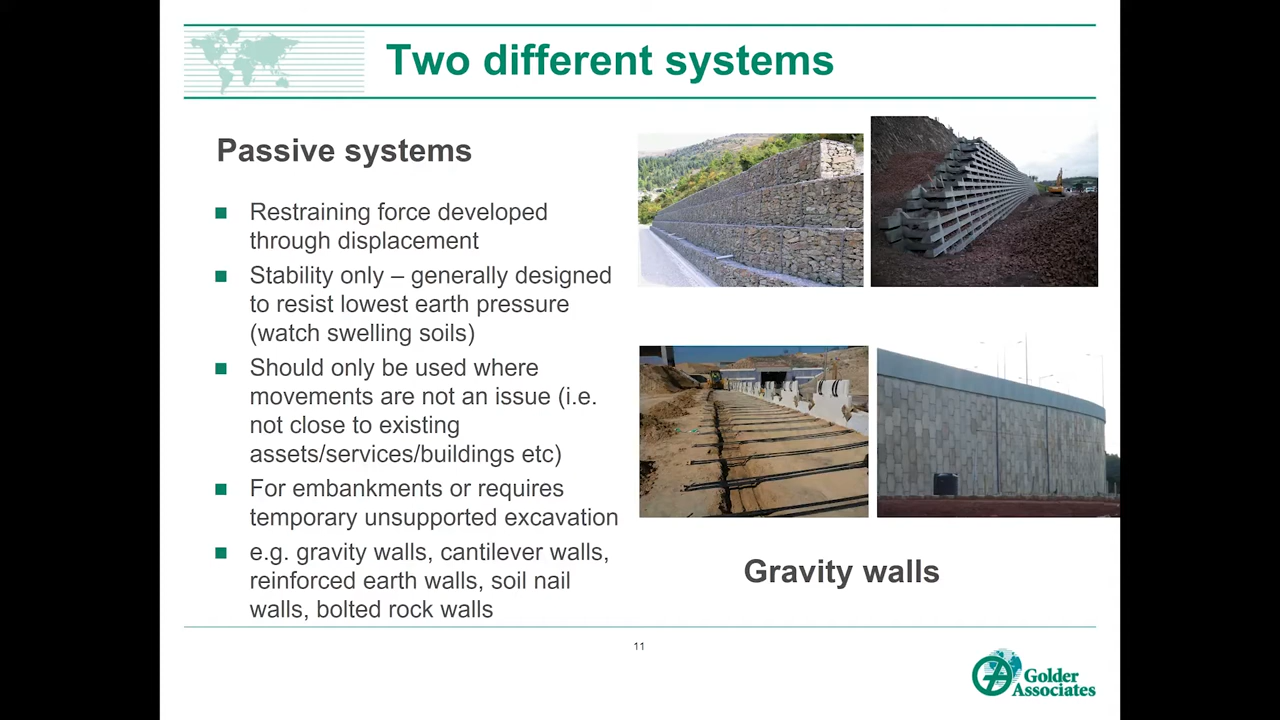 Two different systems
Passive systems
Restraining force developed
through displacement
Stability only – generally designed
to resist lowest earth pressure
(watch swelling soils)
Should only be used where
movements are not an issue (i.e.
not close to existing
assets/services/buildings etc)
For embankments or requires
temporary unsupported excavation
e.g. gravity walls, cantilever walls,
reinforced earth walls, soil nail
walls, bolted rock walls
Gravity walls
11
Golder
Associates